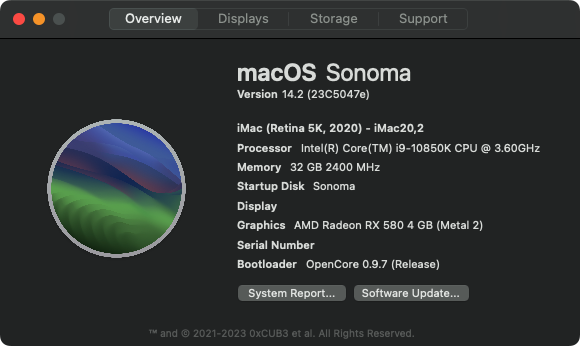 Overview Displays Storage Support
macOS Sonoma
Version 14.2 (23C5047e)
iMac (Retina 5K, 2020) - iMac20,2
Processor Intel(R) Core(TM) i9-10850K CPU @ 3.60GHz
Memory 32 GB 2400 MHz
Startup Disk Sonoma
Display
Graphics AMD Radeon RX 580 4 GB (Metal 2)
Serial Number
Bootloader OpenCore 0.9.7 (Release)
System Report... Software Update...
™ and © 2021-2023 0xCUB3 et al. All Rights Reserved.